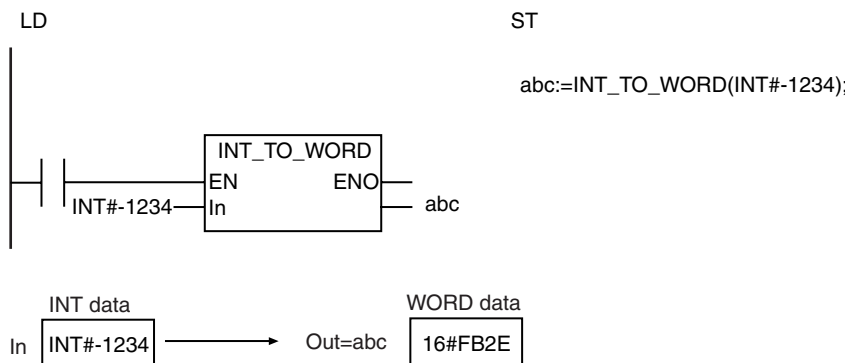 LD
ST
abc:=INT_TO_WORD(INT#-1234);
INT_TO_WORD
EN ENO
INT#-1234 In abc
INT data WORD data
In INT#-1234 Out=abc 16#FB2E